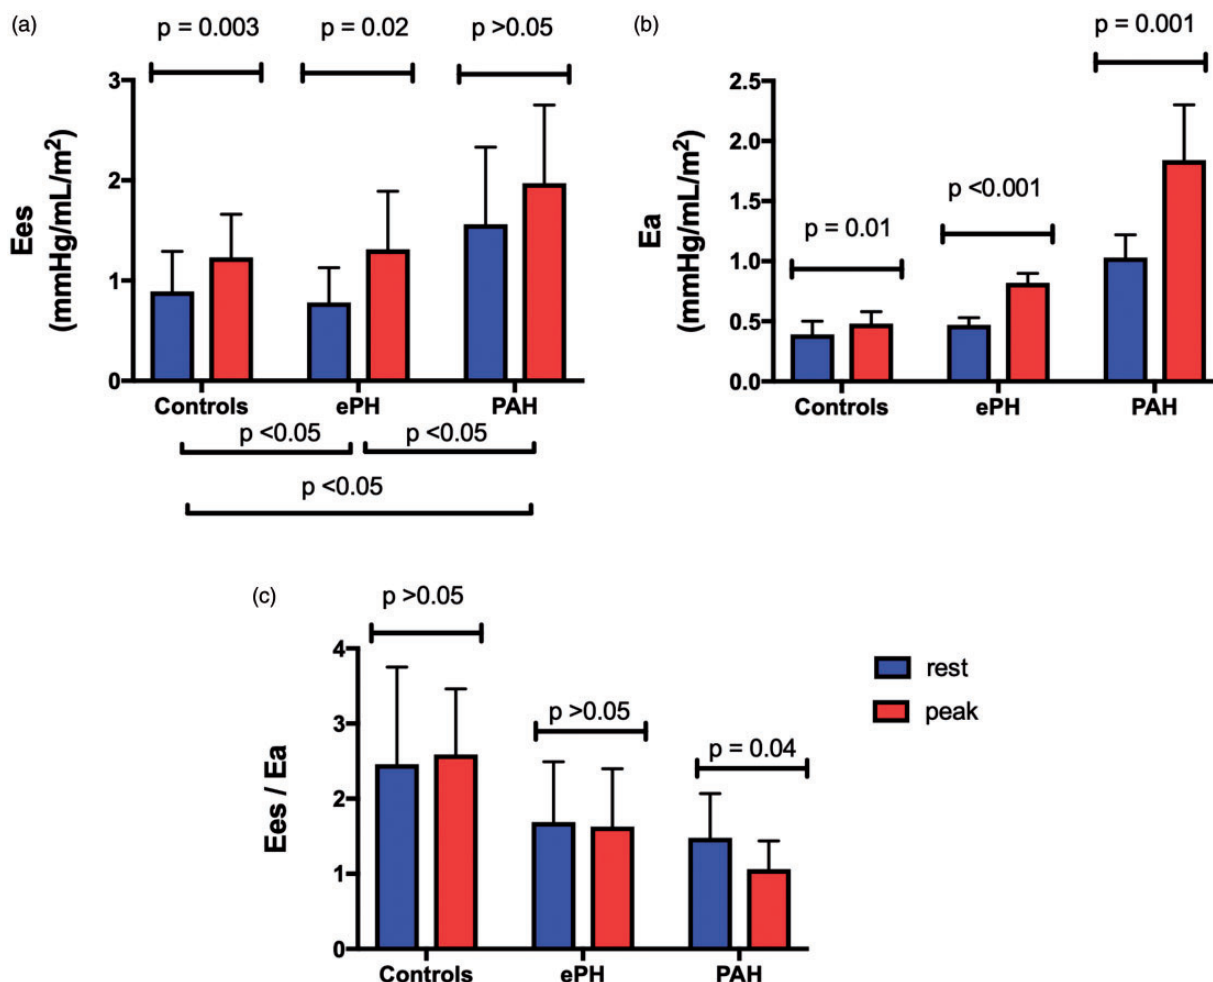 (a)
p = 0.003 p = 0.02 p >0.05
Ees
(mmHg/mL/m²)
3
2
1
0
Controls ePH PAH
p <0.05 p <0.05
p <0.05
(b)
p = 0.001
p <0.001
p = 0.01
Ea
(mmHg/mL/m²)
2.5
2.0
1.5
1.0
0.5
0.0
Controls ePH PAH
(c)
p >0.05
p >0.05
p = 0.04
Ees / Ea
4
3
2
1
0
Controls ePH PAH
rest
peak